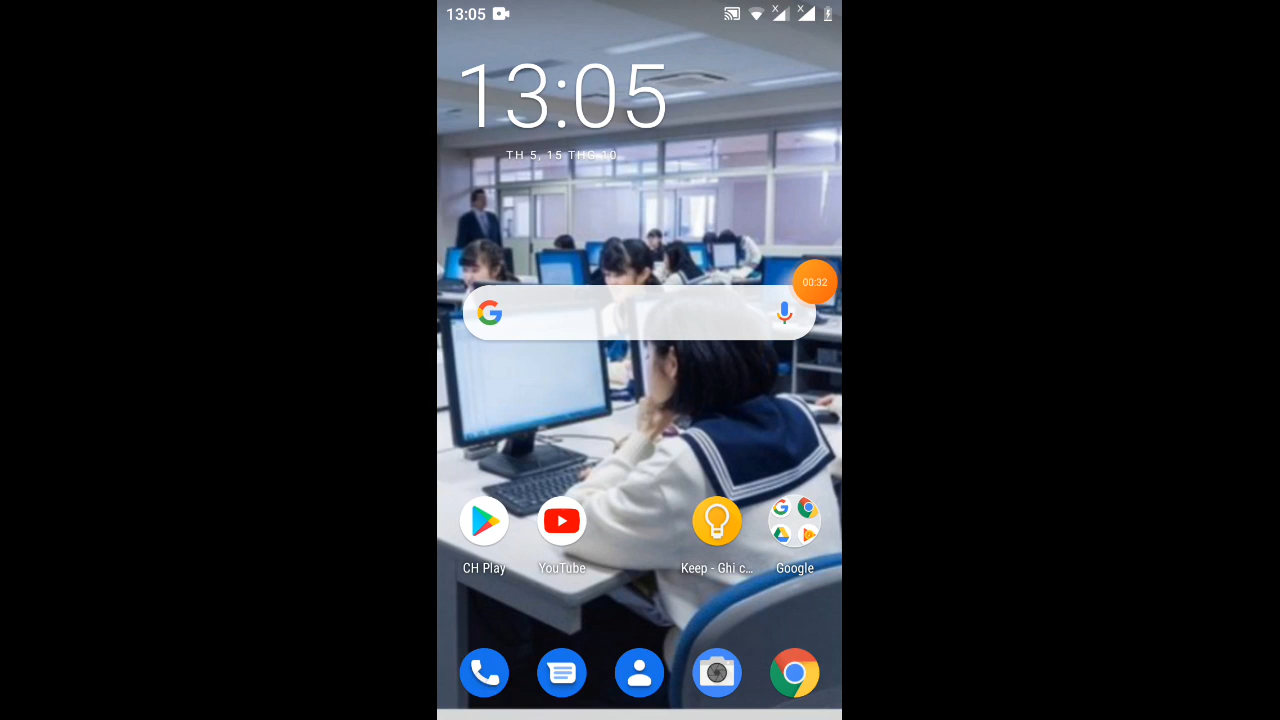 13:05
13:05
TH 5, 15 THG 10
00:32
CH Play
YouTube
Keep - Ghi c...
Google